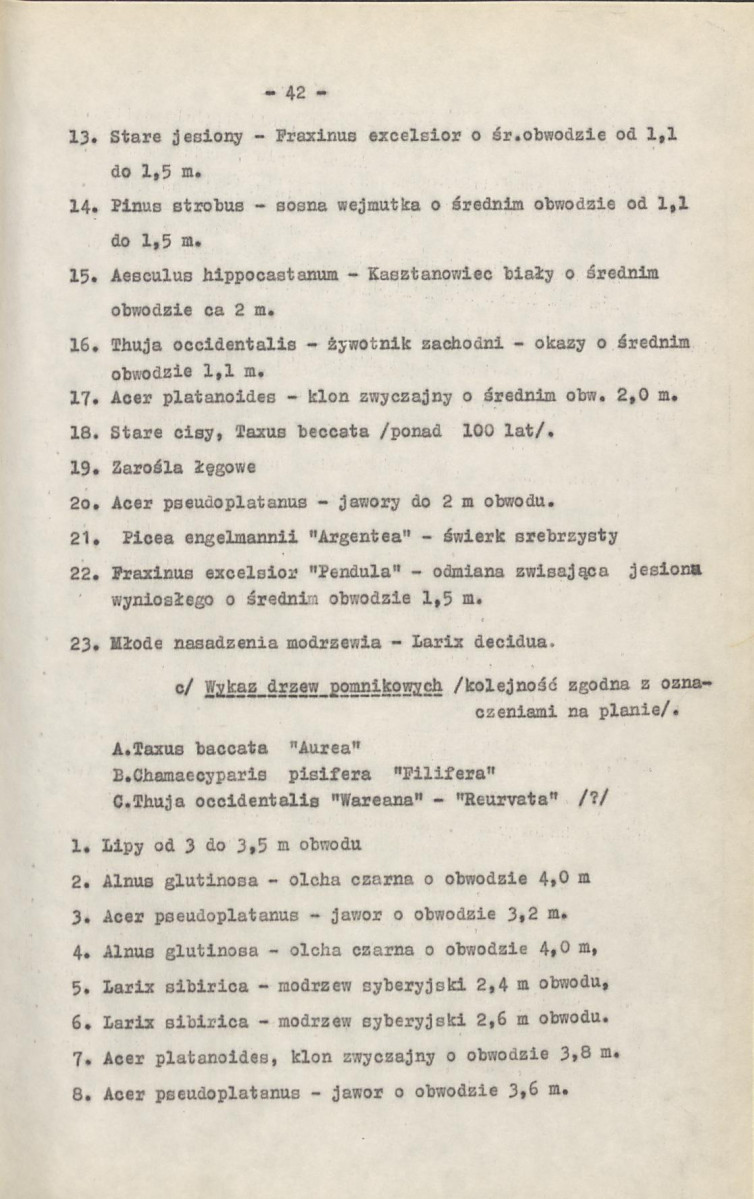 - 42 -
13. Stare jesiony - Fraxinus excelsior o śr.obwodzie od 1,1
do 1,5 m.
14. Pinus strobus - sosna wejmutka o średnim obwodzie od 1,1
do 1,5 m.
15. Aesculus hippocastanum - Kasztanowiec biały o średnim
obwodzie ca 2 m.
16. Thuja occidentalis - żywotnik zachodni - okazy o średnim
obwodzie 1,1 m.
17. Acer platanoides - klon zwyczajny o średnim obw. 2,0 m.
18. Stare cisy, Taxus beccata /ponad 100 lat/.
19. Zarośla łęgowe
2o. Acer pseudoplatanus - jawory do 2 m obwodu.
21. Picea engelmannii "Argentea" - świerk srebrzysty
22. Fraxinus excelsior "Pendula" - odmiana zwisająca jesionu
wyniosłego o średnim obwodzie 1,5 m.
23. Młode nasadzenia modrzewia - Larix decidua.
c/ Wykaz drzew pomnikowych /kolejność zgodna z ozna-
czeniami na planie/.
A.Taxus baccata "Aurea"
B.Chamaecyparis pisifera "Filifera"
C.Thuja occidentalis "Wareana" - "Reurvata" /?/
1. Lipy od 3 do 3,5 m obwodu
2. Alnus glutinosa - olcha czarna o obwodzie 4,0 m
3. Acer pseudoplatanus - jawor o obwodzie 3,2 m.
4. Alnus glutinosa - olcha czarna o obwodzie 4,0 m,
5. Larix sibirica - modrzew syberyjski 2,4 m obwodu,
6. Larix sibirica - modrzew syberyjski 2,6 m obwodu.
7. Acer platanoides, klon zwyczajny o obwodzie 3,8 m.
8. Acer pseudoplatanus - jawor o obwodzie 3,6 m.